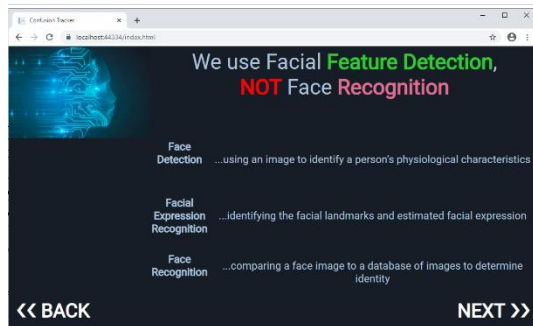 Confusion Tracker
localhost:44334/index.html
We use Facial Feature Detection,
NOT Face Recognition
Face
Detection
...using an image to identify a person's physiological characteristics
Facial
Expression
Recognition
...identifying the facial landmarks and estimated facial expression
Face
Recognition
...comparing a face image to a database of images to determine
identity
<< BACK
NEXT >>